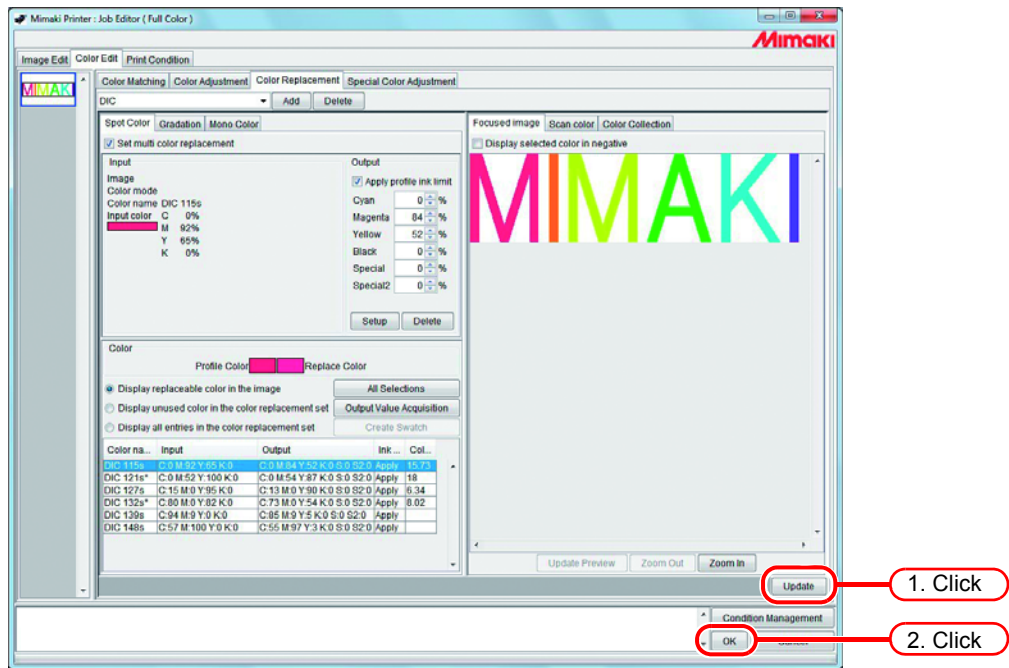 Mimaki Printer : Job Editor ( Full Color )
Mimaki
Image Edit Color Edit Print Condition
MIMAKI
Color Matching Color Adjustment Color Replacement Special Color Adjustment
DIC Add Delete
Spot Color Gradation Mono Color
Set multi color replacement
Input
Image
Color mode
Color name DIC 115s
Input color C 0%
M 92%
Y 65%
K 0%
Output
Apply profile ink limit
Cyan 0 %
Magenta 84 %
Yellow 52 %
Black 0 %
Special 0 %
Special2 0 %
Setup Delete
Color
Profile Color Replace Color
Display replaceable color in the image All Selections
Display unused color in the color replacement set Output Value Acquisition
Display all entries in the color replacement set Create Swatch
Color na... Input Output Ink ... Col...
DIC 115s C:0 M:92 Y:65 K:0 C:0 M:84 Y:52 K:0 S:0 S2:0 Apply 15.73
DIC 121s* C:0 M:52 Y:100 K:0 C:0 M:54 Y:87 K:0 S:0 S2:0 Apply 18
DIC 127s C:15 M:0 Y:95 K:0 C:13 M:0 Y:90 K:0 S:0 S2:0 Apply 6.34
DIC 132s* C:80 M:0 Y:82 K:0 C:73 M:0 Y:54 K:0 S:0 S2:0 Apply 8.02
DIC 139s C:94 M:9 Y:0 K:0 C:85 M:9 Y:5 K:0 S:0 S2:0 Apply
DIC 148s C:57 M:100 Y:0 K:0 C:55 M:97 Y:3 K:0 S:0 S2:0 Apply
Focused image Scan color Color Collection
Display selected color in negative
MIMAKI
Update Preview Zoom Out Zoom In
Update
1. Click
Condition Management
OK
2. Click